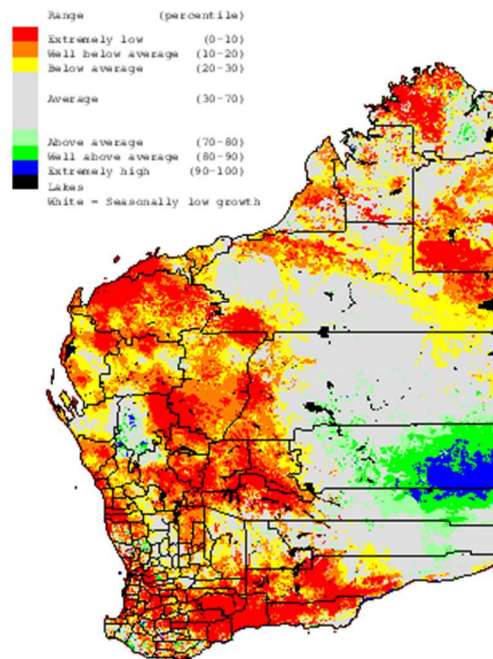 Range (percentile)
Extremely low (0-10)
Well below average (10-20)
Below average (20-30)
Average (30-70)
Above average (70-80)
Well above average (80-90)
Extremely high (90-100)
Lakes
White = Seasonally low growth